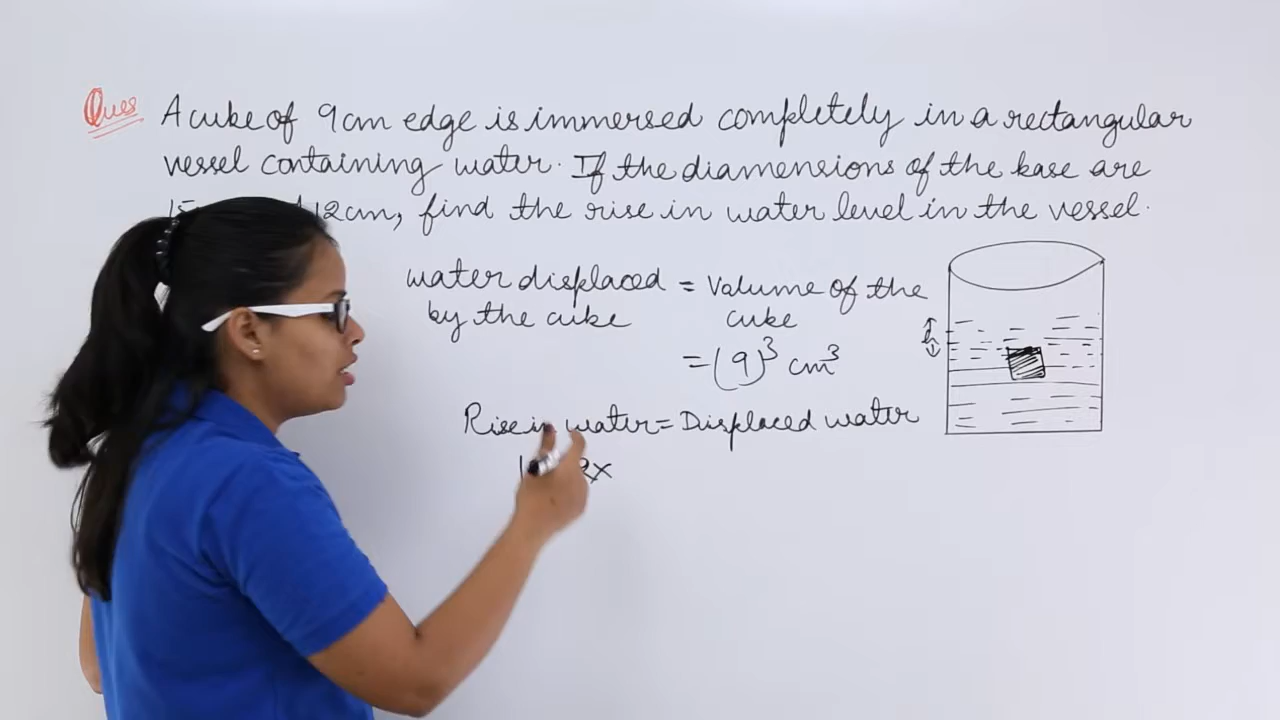 Ques A cube of 9cm edge is immersed completely in a rectangular
vessel containing water. If the diamensions of the base are
12cm, find the rise in water level in the vessel.
water displaced = Volume of the
by the cube cube
= (9)³ cm³
h
Rise in water = Displaced water